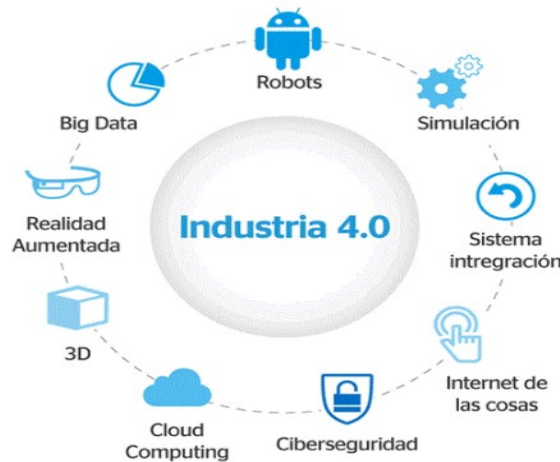 Robots
Simulación
Sistema
intregración
Internet de
las cosas
Ciberseguridad
Cloud
Computing
3D
Realidad
Aumentada
Big Data
Industria 4.0